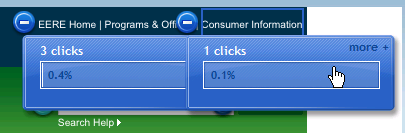 EERE Home | Programs & Offi Consumer Information
3 clicks
0.4%
1 clicks
more +
0.1%
Search Help